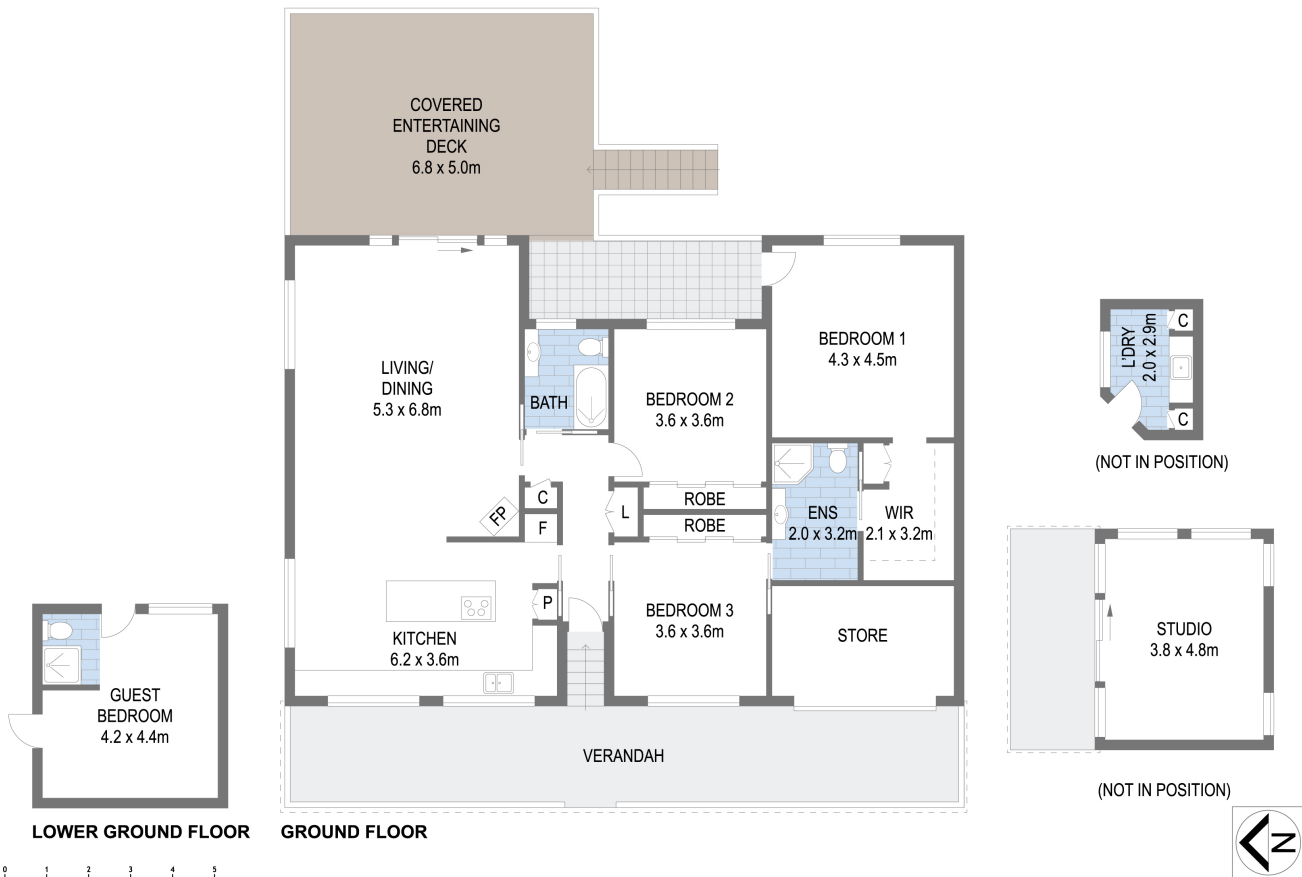 COVERED
ENTERTAINING
DECK
6.8 x 5.0m
LIVING/
DINING
5.3 x 6.8m
BATH
BEDROOM 2
3.6 x 3.6m
BEDROOM 1
4.3 x 4.5m
C
F
FP
L
ROBE
ROBE
ENS
2.0 x 3.2m
WIR
2.1 x 3.2m
P
KITCHEN
6.2 x 3.6m
BEDROOM 3
3.6 x 3.6m
STORE
VERANDAH
GROUND FLOOR
GUEST
BEDROOM
4.2 x 4.4m
LOWER GROUND FLOOR
L'DRY
2.0 x 2.9m
C
C
(NOT IN POSITION)
STUDIO
3.8 x 4.8m
(NOT IN POSITION)
0 1 2 3 4 5
N